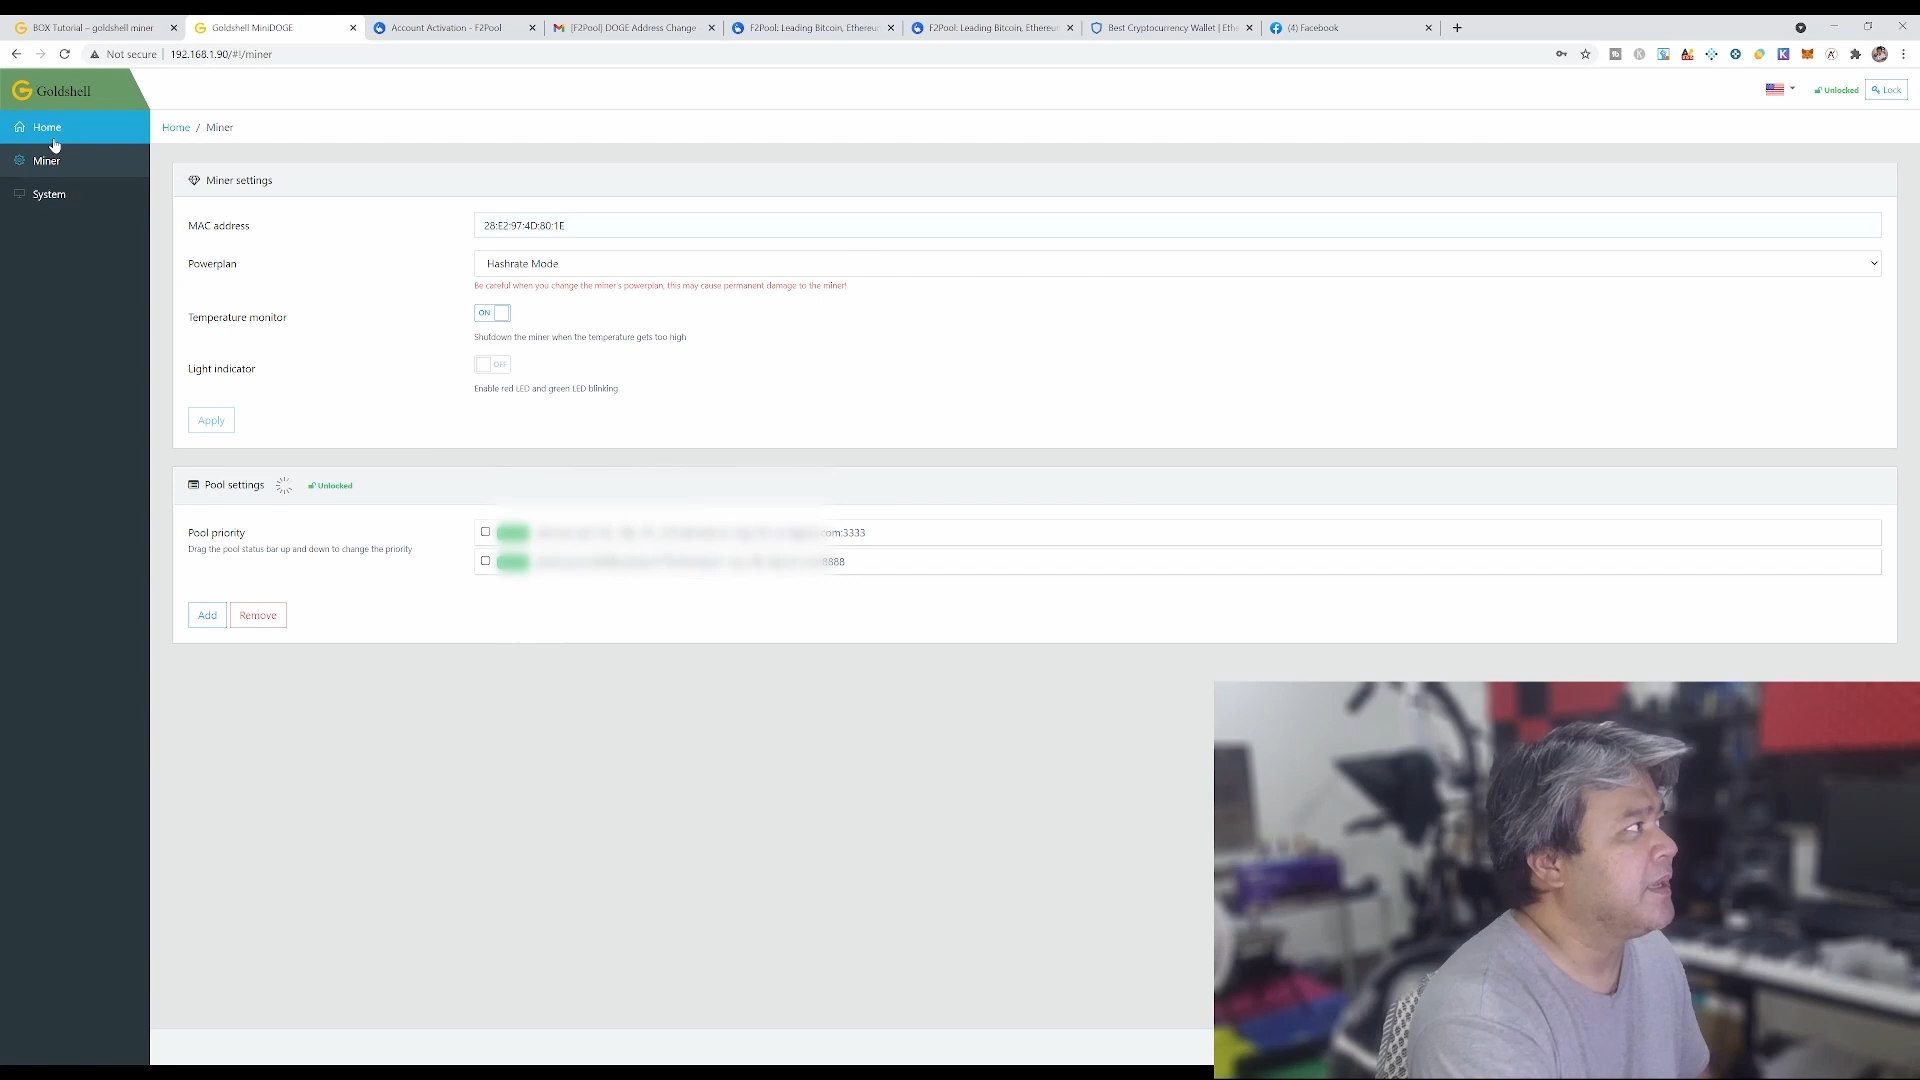 BOX Tutorial – goldshell miner
Goldshell MiniDOGE
Account Activation - F2Pool
[F2Pool] DOGE Address Change
F2Pool: Leading Bitcoin, Ethereu
F2Pool: Leading Bitcoin, Ethereu
Best Cryptocurrency Wallet | Eth
(4) Facebook
Not secure
192.168.1.90/#!/miner
Goldshell
Unlocked
Lock
Home
Home / Miner
Miner
System
Miner settings
MAC address
28:E2:97:4D:80:1E
Powerplan
Hashrate Mode
Be careful when you change the miner's powerplan, this may cause permanent damage to the miner!
Temperature monitor
ON
Shutdown the miner when the temperature gets too high
Light indicator
OFF
Enable red LED and green LED blinking
Apply
Pool settings
Unlocked
Pool priority
Drag the pool status bar up and down to change the priority
com:3333
8888
Add
Remove